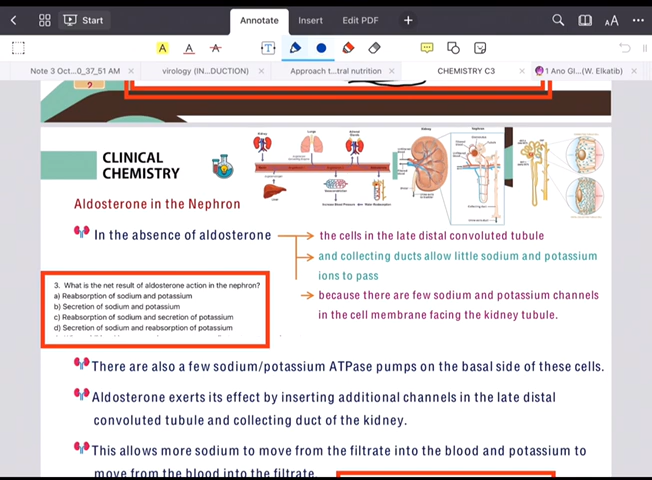 Start
Annotate
Insert
Edit PDF
AA
A
A
A
T
Note 3 Oct...0_37_51 AM
virology (IN...DUCTION)
Approach t...tral nutrition
CHEMISTRY C3
1 Ano GI...(W. Elkatib)
?
CLINICAL
CHEMISTRY
Kidney
Lungs
Kidney
Nephron
Liver
Aldosterone in the Nephron
In the absence of aldosterone
the cells in the late distal convoluted tubule
and collecting ducts allow little sodium and potassium
ions to pass
because there are few sodium and potassium channels
in the cell membrane facing the kidney tubule.
3. What is the net result of aldosterone action in the nephron?
a) Reabsorption of sodium and potassium
b) Secretion of sodium and potassium
c) Reabsorption of sodium and secretion of potassium
d) Secretion of sodium and reabsorption of potassium
There are also a few sodium/potassium ATPase pumps on the basal side of these cells.
Aldosterone exerts its effect by inserting additional channels in the late distal
convoluted tubule and collecting duct of the kidney.
This allows more sodium to move from the filtrate into the blood and potassium to
move from the blood into the filtrate.